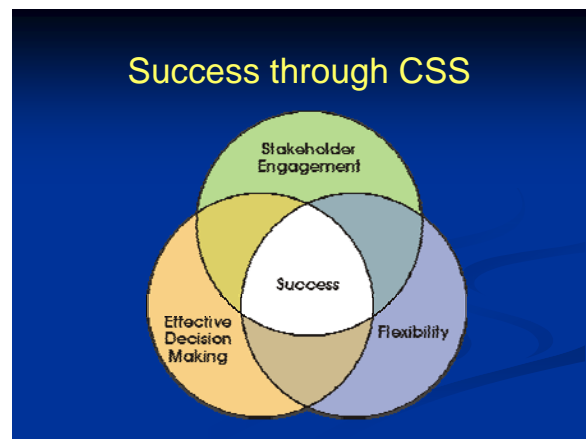 Success through CSS
Stakeholder
Engagement
Success
Effective
Decision
Making
Flexibility